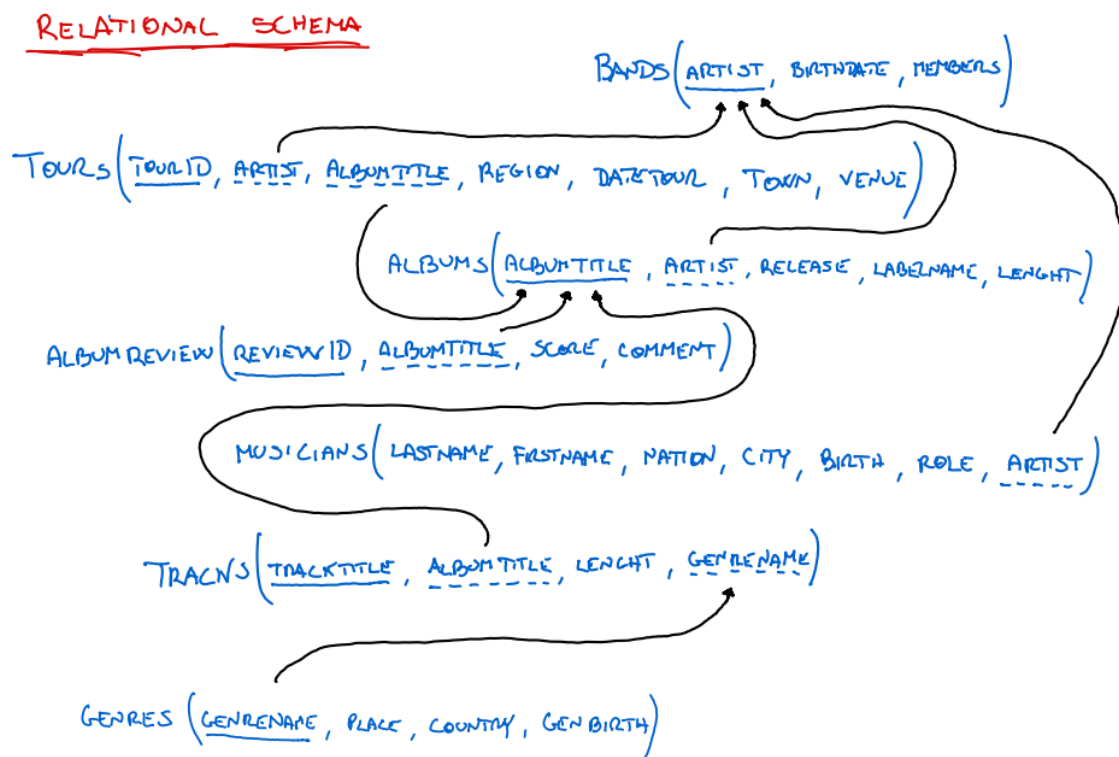 RELATIONAL SCHEMA
BANDS(ARTIST, BIRTHDATE, MEMBERS)
TOURS(TOURID, ARTIST, ALBUMTITLE, REGION, DATETOUR, TOWN, VENUE)
ALBUMS(ALBUMTITLE, ARTIST, RELEASE, LABELNAME, LENGHT)
ALBUMREVIEW(REVIEWID, ALBUMTITLE, SCORE, COMMENT)
MUSICIANS(LASTNAME, FIRSTNAME, NATION, CITY, BIRTH, ROLE, ARTIST)
TRACKS(TRACKTITLE, ALBUMTITLE, LENGHT, GENRENAME)
GENRES (GENRENAME, PLACE, COUNTRY, GENBIRTH)